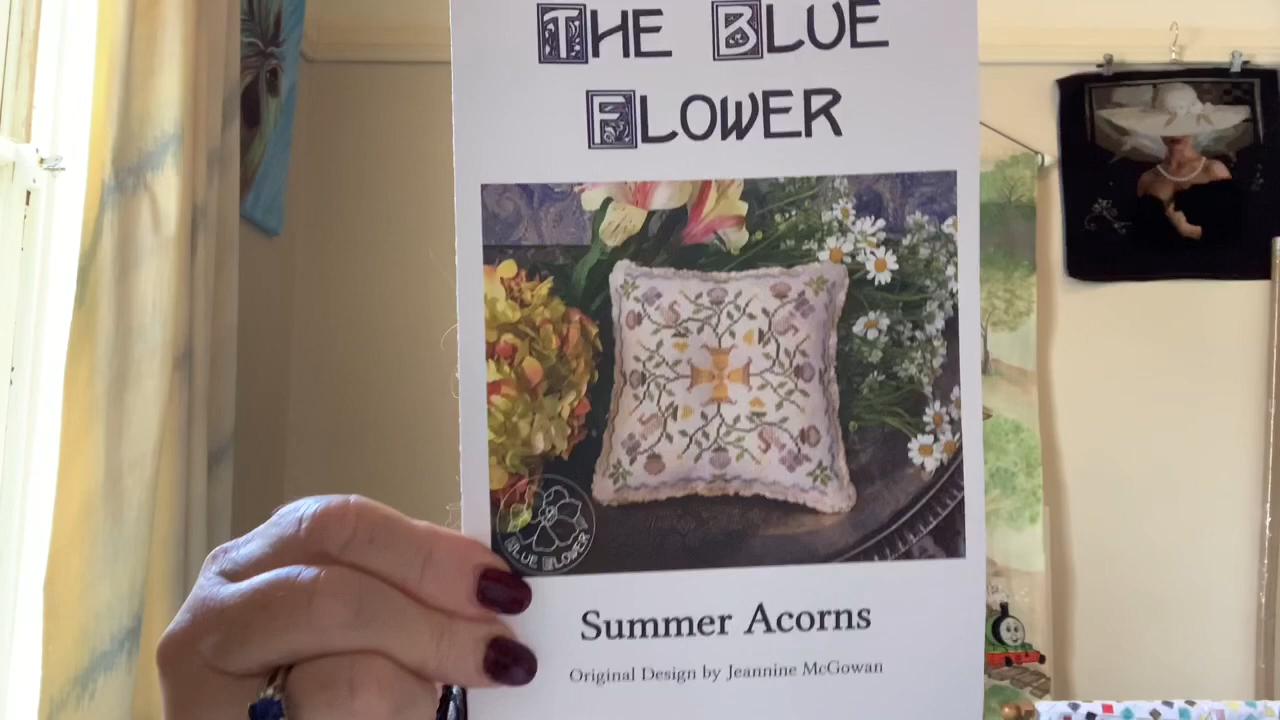 THE BLUE
FLOWER
BLUE FLOWER
Summer Acorns
Original Design by Jeannine McGowan